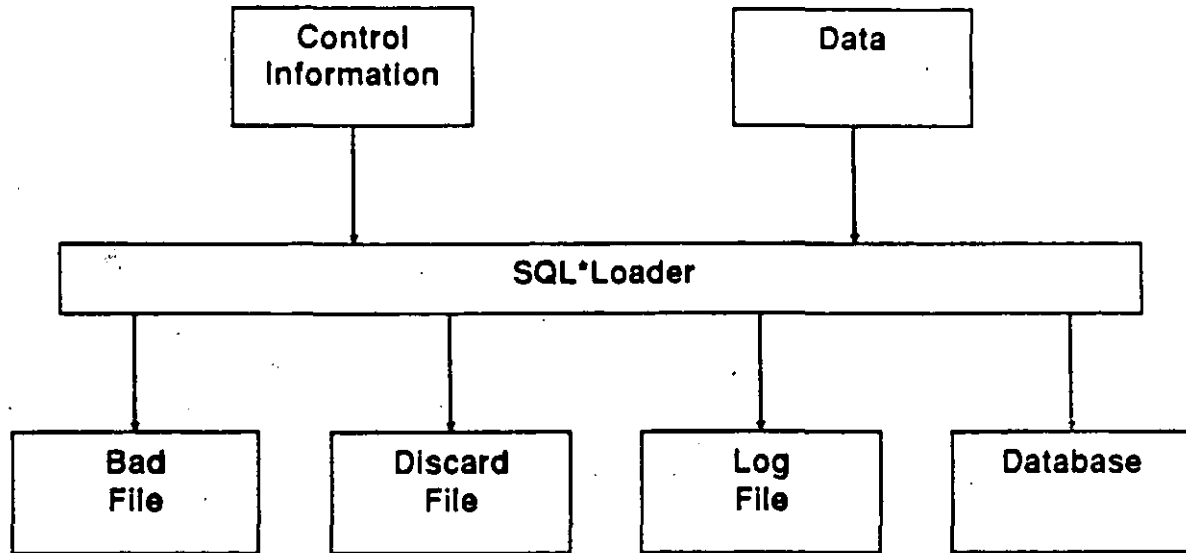 Control
Information
Data
SQL*Loader
Bad
File
Discard
File
Log
File
Database